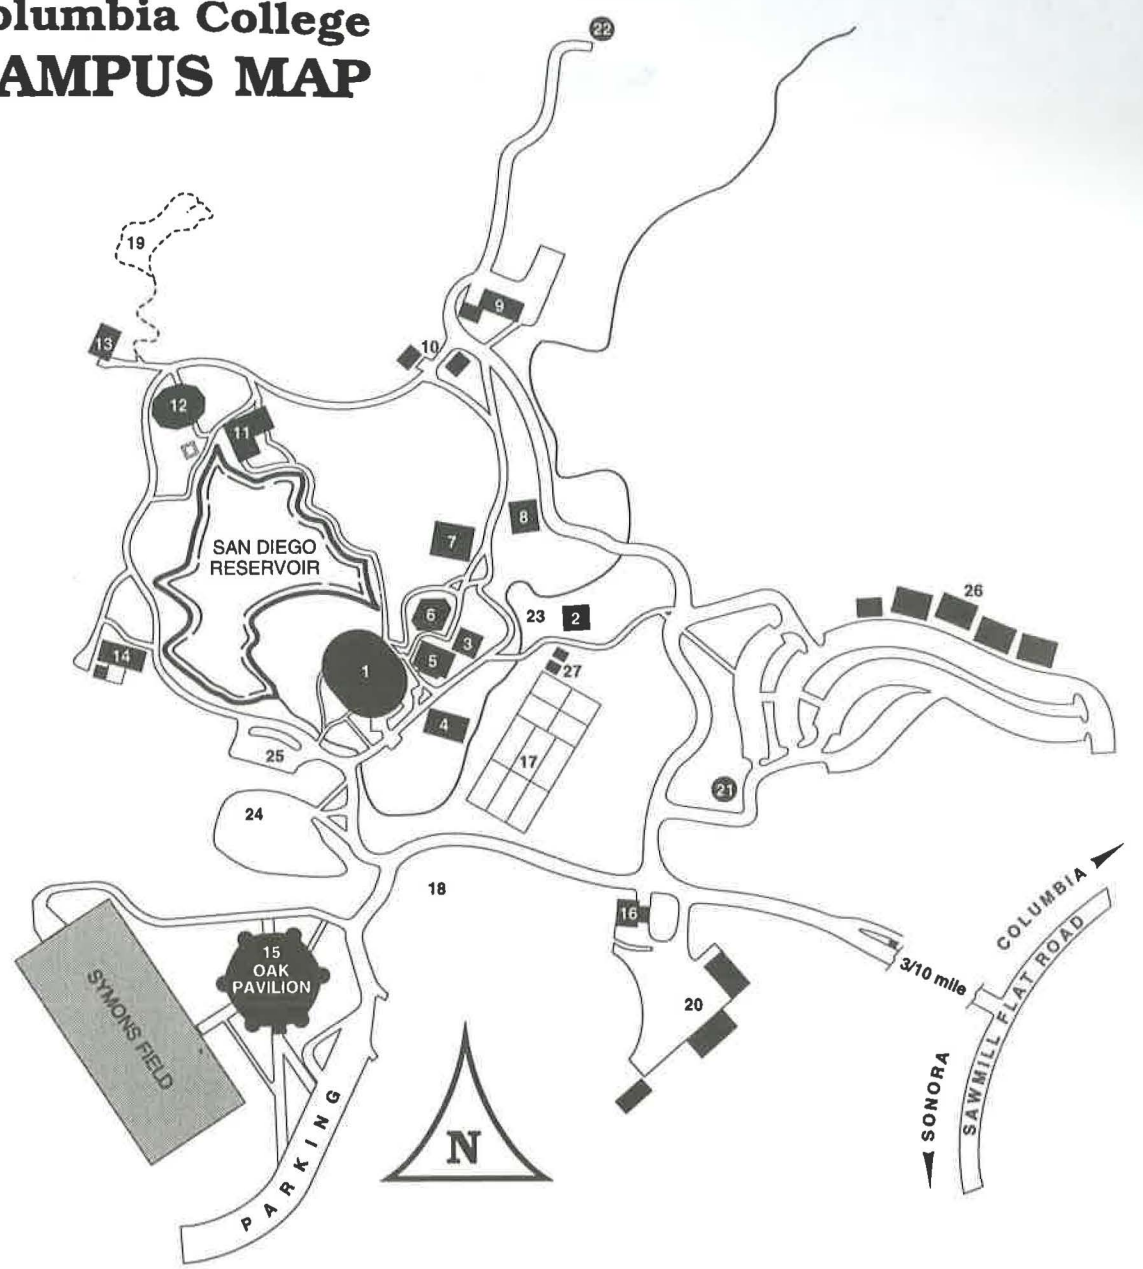 olumbia College
AMPUS MAP
22
19
9
13
10
12
11
8
7
SAN DIEGO
RESERVOIR
26
6
23
2
3
14
1
5
27
4
25
17
21
24
18
COLUMBIA
16
15
OAK
PAVILION
3/10 mile
20
SYMONS FIELD
SAWMILL FLAT ROAD
SONORA
PARKING
N